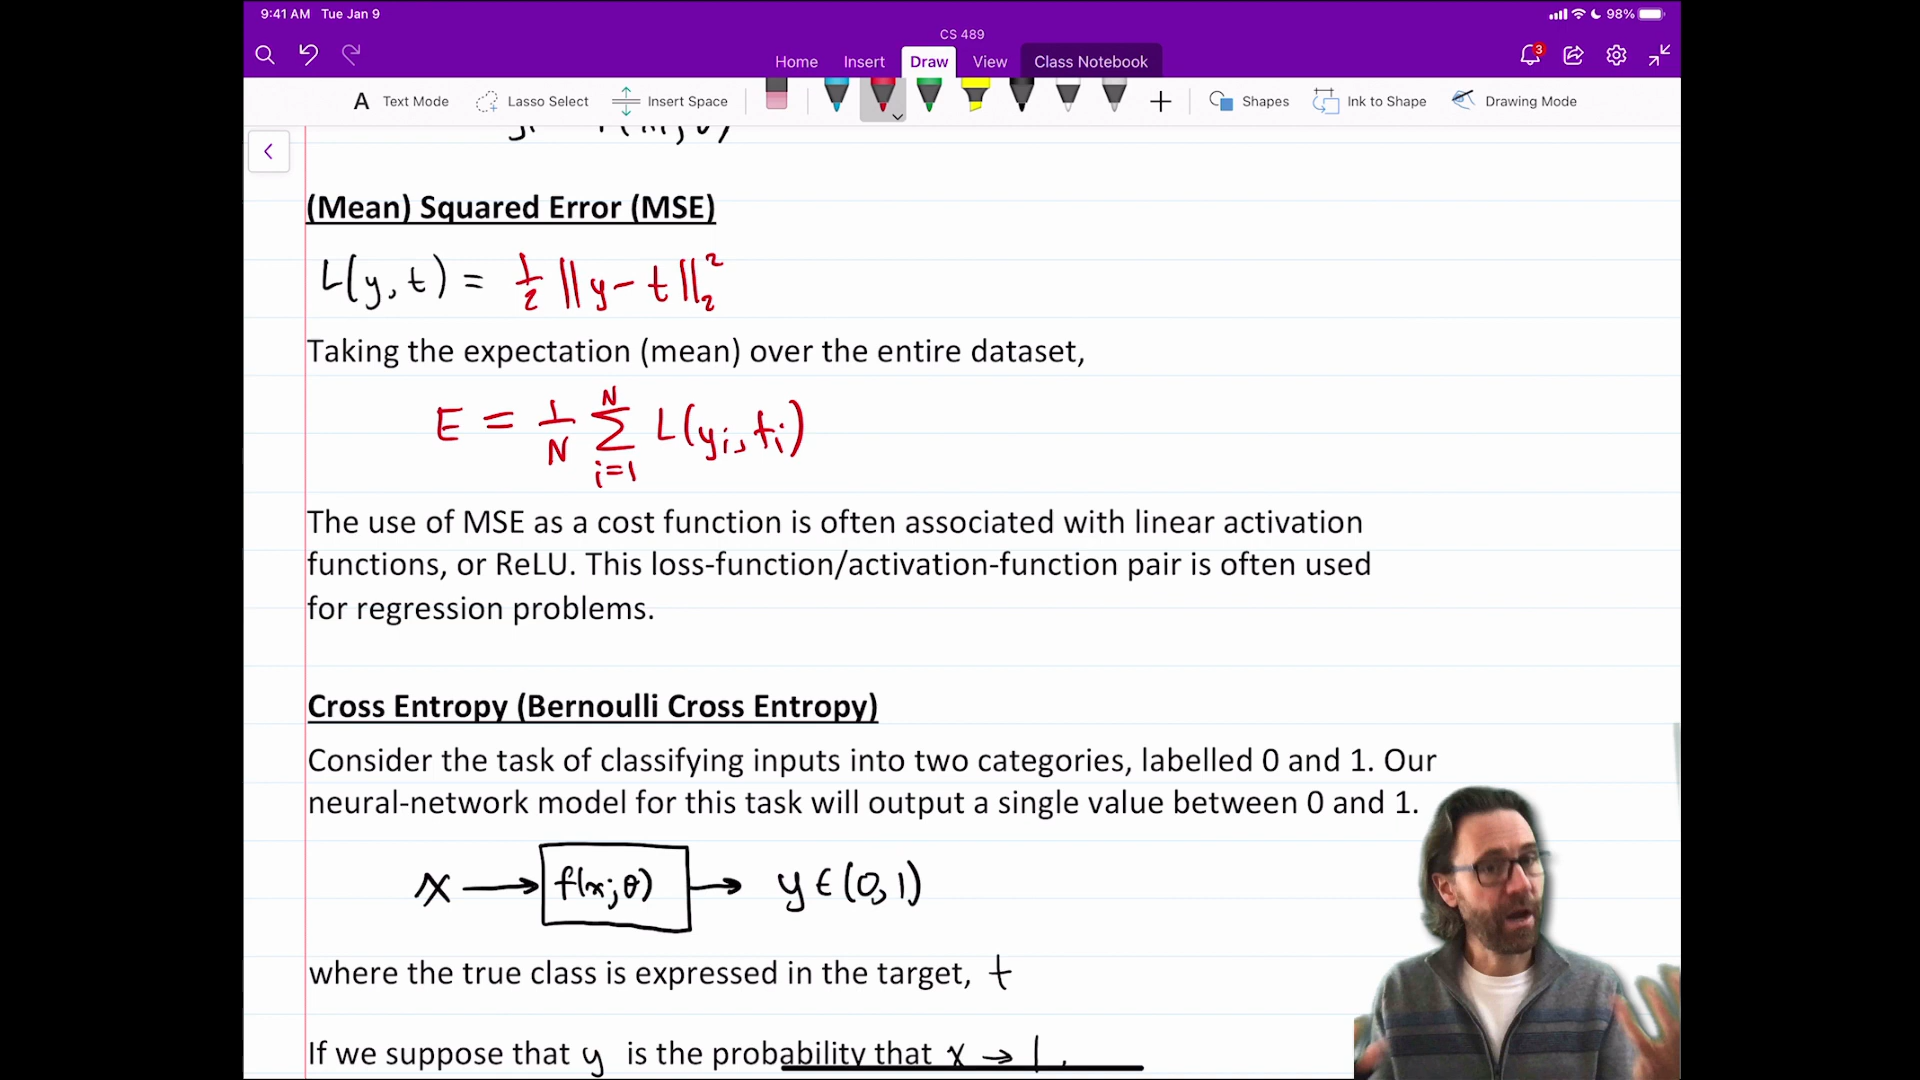 9:41 AM Tue Jan 9
98%
CS 489
Home Insert Draw View Class Notebook
3
A Text Mode Lasso Select Insert Space Shapes Ink to Shape Drawing Mode
(Mean) Squared Error (MSE)
L(y, t) = 1/2 ||y - t||₂²
Taking the expectation (mean) over the entire dataset,
E = 1/N ∑ᵢ₌₁ᴺ L(yᵢ, tᵢ)
The use of MSE as a cost function is often associated with linear activation
functions, or ReLU. This loss-function/activation-function pair is often used
for regression problems.
Cross Entropy (Bernoulli Cross Entropy)
Consider the task of classifying inputs into two categories, labelled 0 and 1. Our
neural-network model for this task will output a single value between 0 and 1.
x → f(x; θ) → y ∈ (0, 1)
where the true class is expressed in the target, t
If we suppose that y is the probability that x → 1,